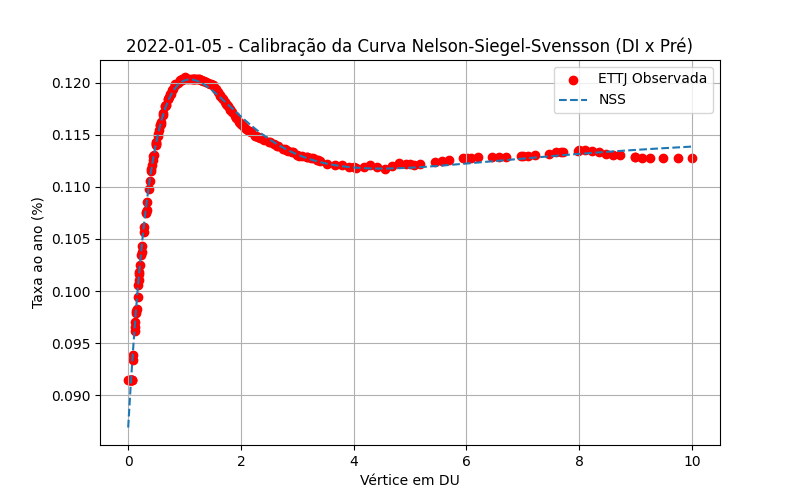 2022-01-05 - Calibração da Curva Nelson-Siegel-Svensson (DI x Pré)
ETTJ Observada
NSS
Taxa ao ano (%)
0.120
0.115
0.110
0.105
0.100
0.095
0.090
0 2 4 6 8 10
Vértice em DU